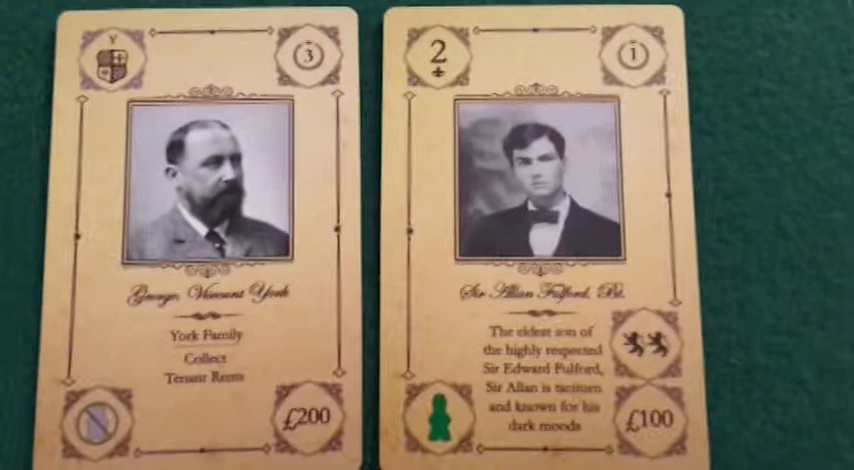 Y
3
George, Viscount York
York Family
Collect
Tenant Rents
£200
2
1
Sir Allan Fulford, Bt.
The eldest son of
the highly respected
Sir Edward Fulford,
Sir Allan is taciturn
and known for his
dark moods
£100